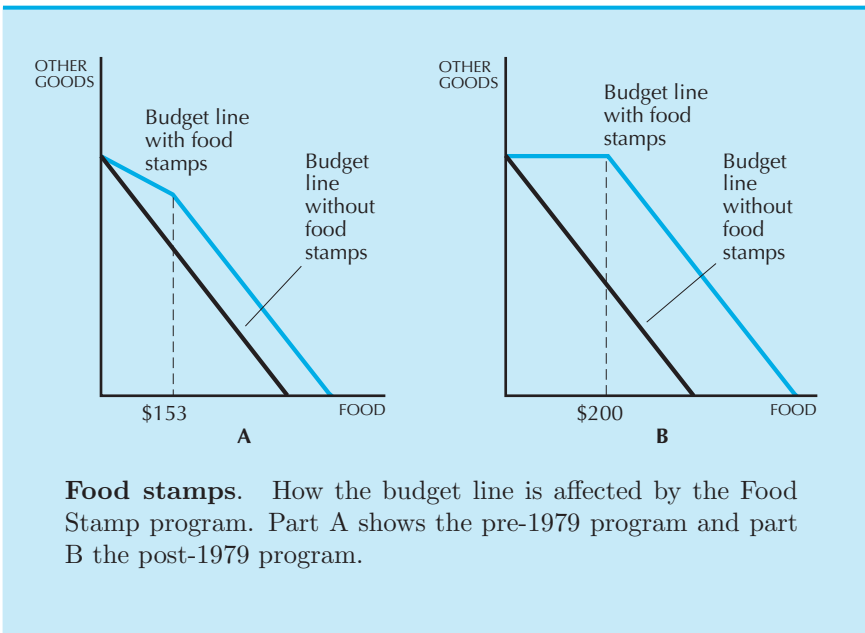 OTHER
GOODS
Budget line
with food
stamps
Budget
line
without
food
stamps
$153
FOOD
A
OTHER
GOODS
Budget line
with food
stamps
Budget
line
without
food
stamps
$200
FOOD
B
Food stamps. How the budget line is affected by the Food
Stamp program. Part A shows the pre-1979 program and part
B the post-1979 program.